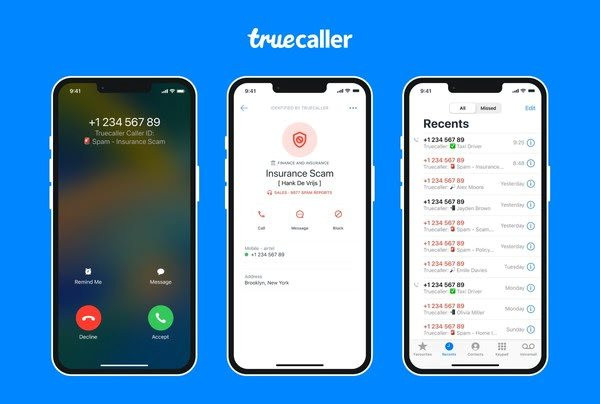 truecaller
9:41
+1 234 567 89
Truecaller Caller ID:
Spam - Insurance Scam
Remind Me
Message
Decline
Accept
9:41
IDENTIFIED BY TRUECALLER
FINANCE AND INSURANCE
Insurance Scam
[ Hank De Vrijs ]
SALES - 6877 SPAM REPORTS
Call
Message
Block
Mobile - airtel
+1 234 567 89
Address
Brooklyn, New York
9:41
All
Missed
Edit
Recents
+1 234 567 89
Truecaller: Taxi Driver
9:29
+1 234 567 89
Truecaller: Spam - Insurance...
8:48
+1 234 567 89
Truecaller: Alex Moora
Yesterday
+1 234 567 89
Truecaller: Jayden Brown
Yesterday
+1 234 567 89
Truecaller: Spam - Scam...
Yesterday
+1 234 567 89
Truecaller: Spam - Policy...
Yesterday
+1 234 567 89
Truecaller: Emilie Davies
Tuesday
+1 234 567 89
Truecaller: Taxi Driver
Monday
+1 234 567 89
Truecaller: Olivia Miller
Monday
+1 234 567 89
Truecaller: Spam - Home I...
Sunday
Favourites
Recents
Contacts
Keypad
Voicemail